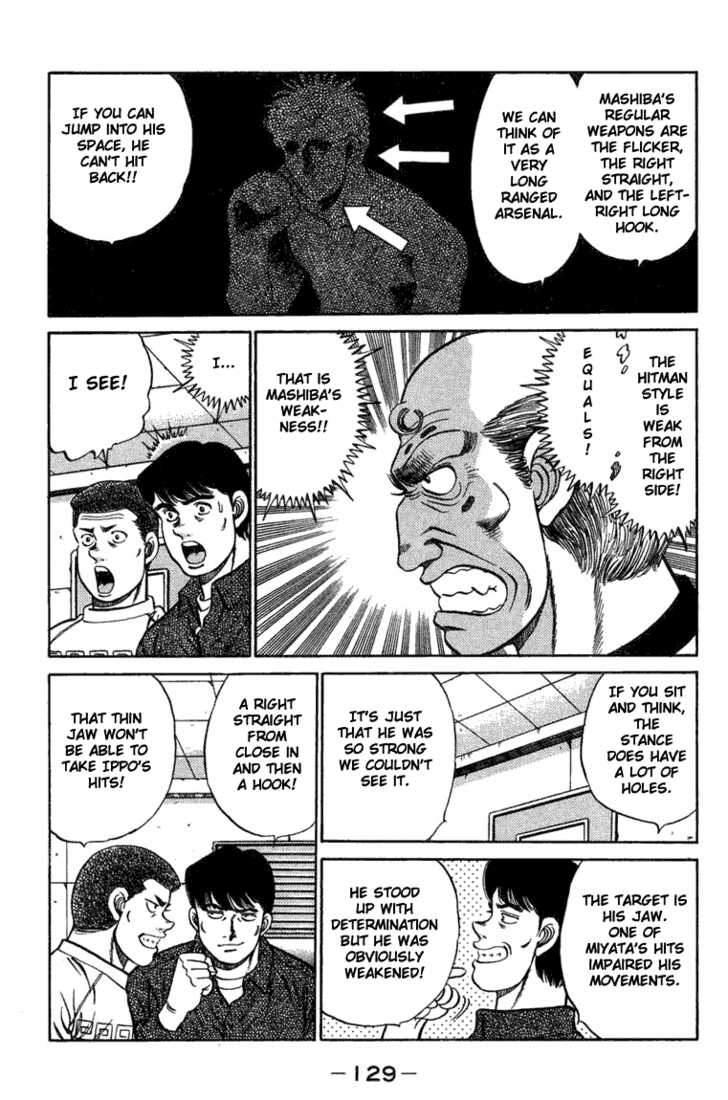 MASHIBA'S
REGULAR
WEAPONS ARE
THE FLICKER,
THE RIGHT
STRAIGHT,
AND THE LEFT-
RIGHT LONG
HOOK.
WE CAN
THINK OF
IT AS A
VERY
LONG
RANGED
ARSENAL.
IF YOU CAN
JUMP INTO HIS
SPACE, HE
CAN'T HIT
BACK!!
THE
HITMAN
STYLE
IS
WEAK
FROM
THE
RIGHT
SIDE!
EQUALS!
THAT IS
MASHIBA'S
WEAK-
NESS!!
I...
I SEE!
IF YOU SIT
AND THINK,
THE
STANCE
DOES HAVE
A LOT OF
HOLES.
IT'S JUST
THAT HE WAS
SO STRONG
WE COULDN'T
SEE IT.
THE TARGET IS
HIS JAW.
ONE OF
MIYATA'S HITS
IMPAIRED HIS
MOVEMENTS.
HE STOOD
UP WITH
DETERMINATION
BUT HE WAS
OBVIOUSLY
WEAKENED!
A RIGHT
STRAIGHT
FROM
CLOSE IN
AND THEN
A HOOK!
THAT THIN
JAW WON'T
BE ABLE TO
TAKE IPPO'S
HITS!
-129-